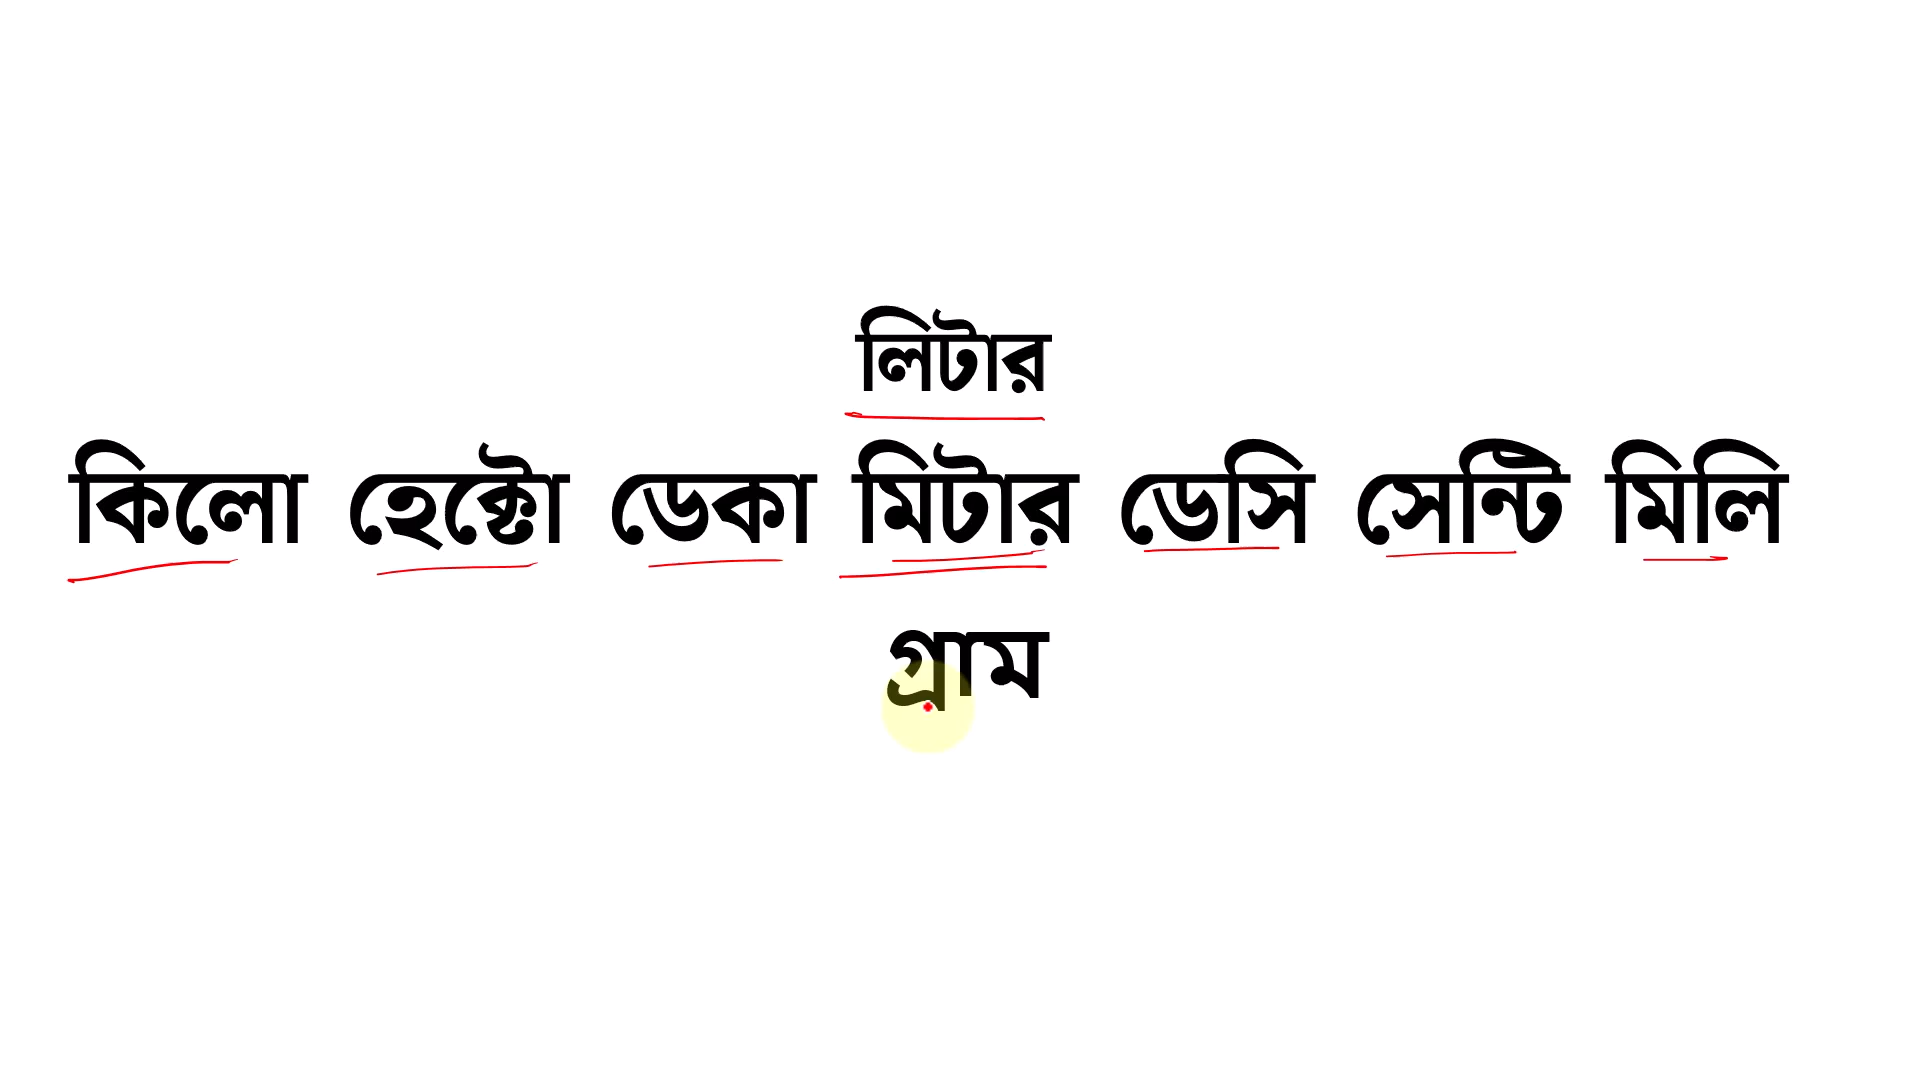 লিটার
কিলো হেক্টো ডেকা মিটার ডেসি সেন্টি মিলি
গ্রাম